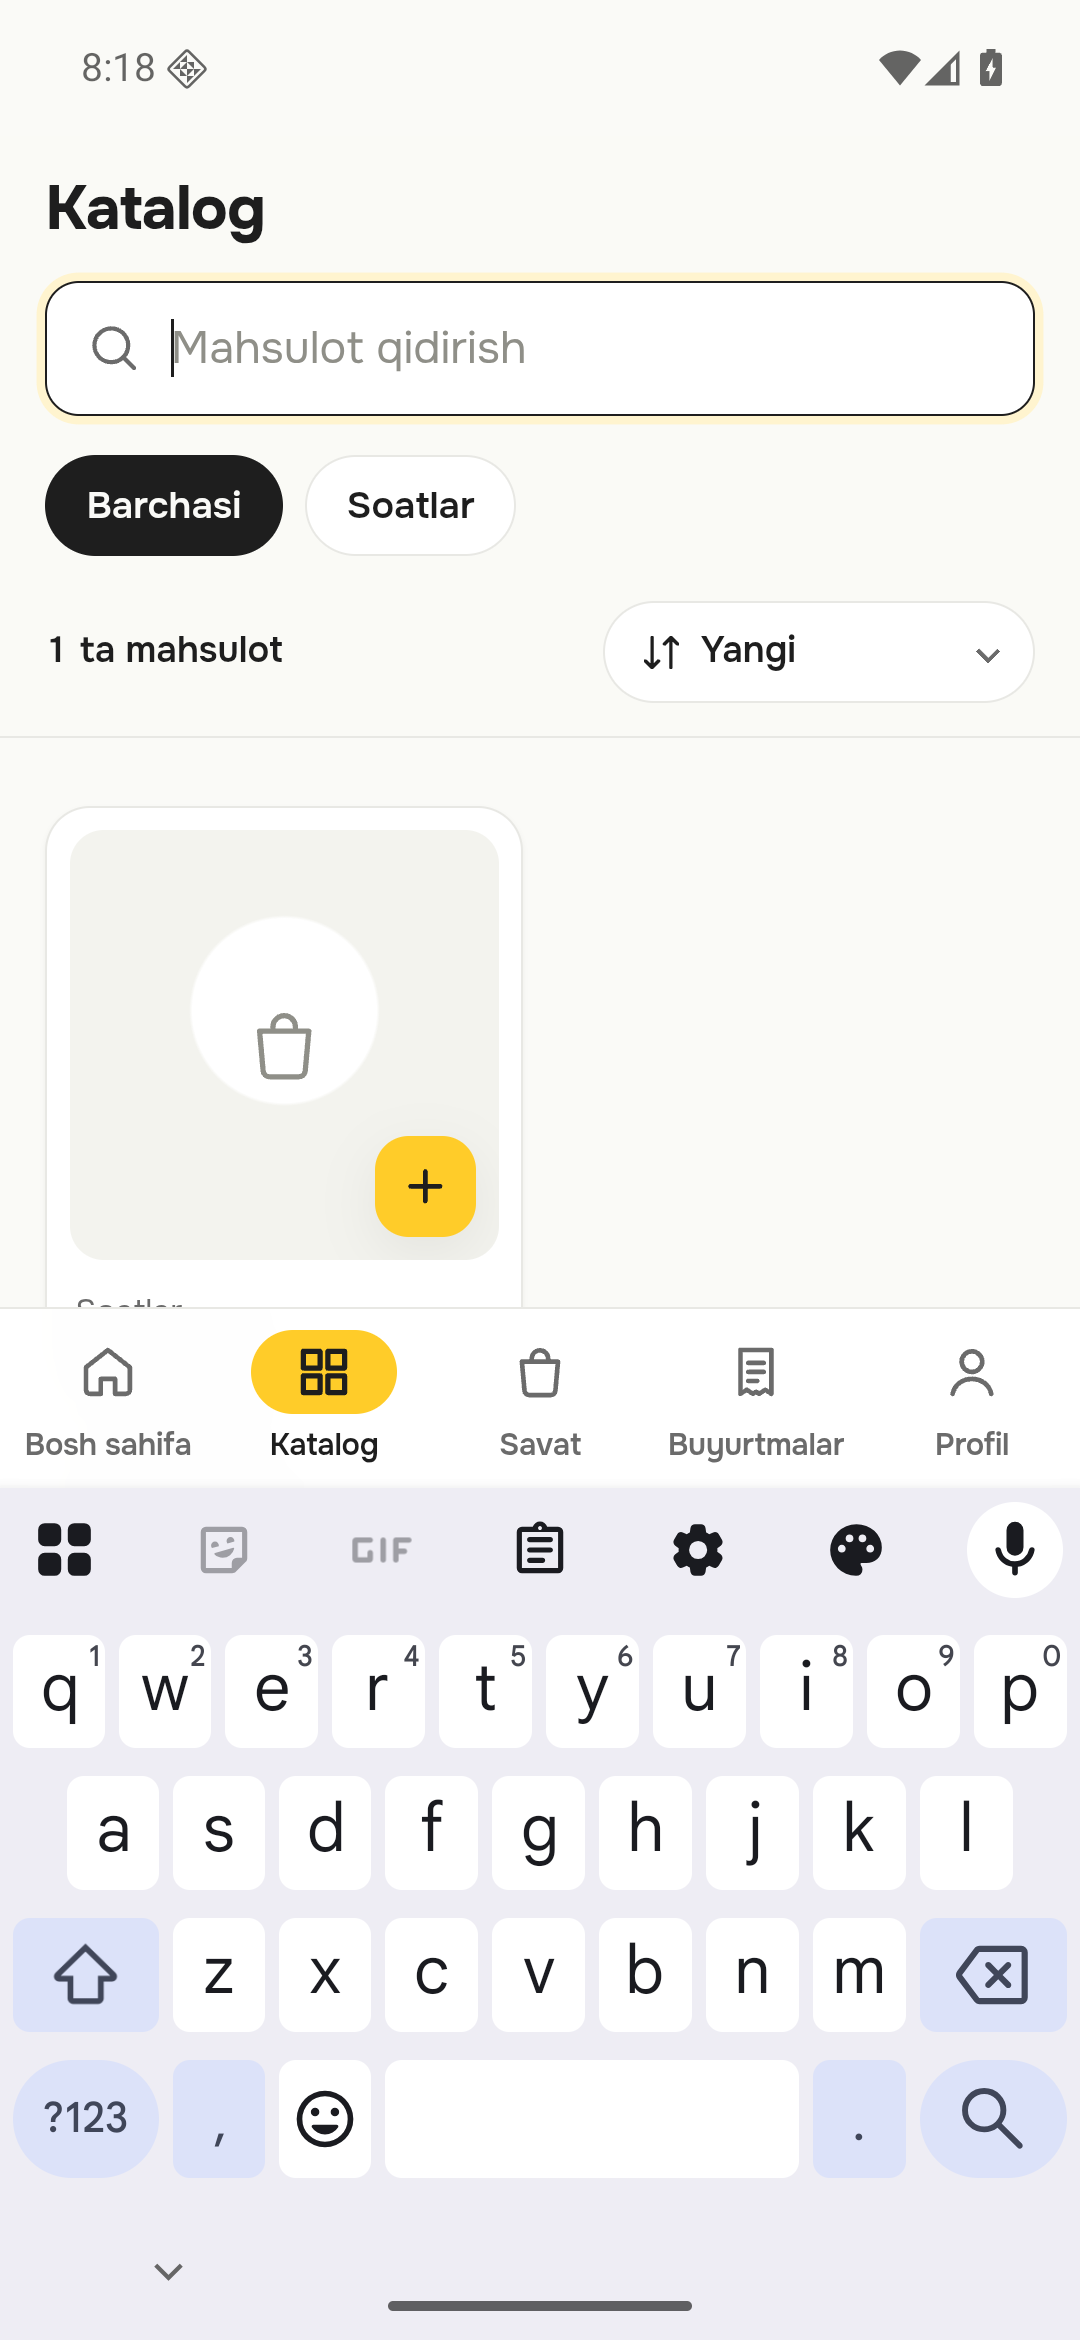 8:18
Katalog
Mahsulot qidirish
Barchasi Soatlar
1 ta mahsulot Yangi
Soatlar
Bosh sahifa Katalog Savat Buyurtmalar Profil
GIF
q1 w2 e3 r4 t5 y6 u7 i8 o9 p0
a s d f g h j k l
z x c v b n m
?123 , .